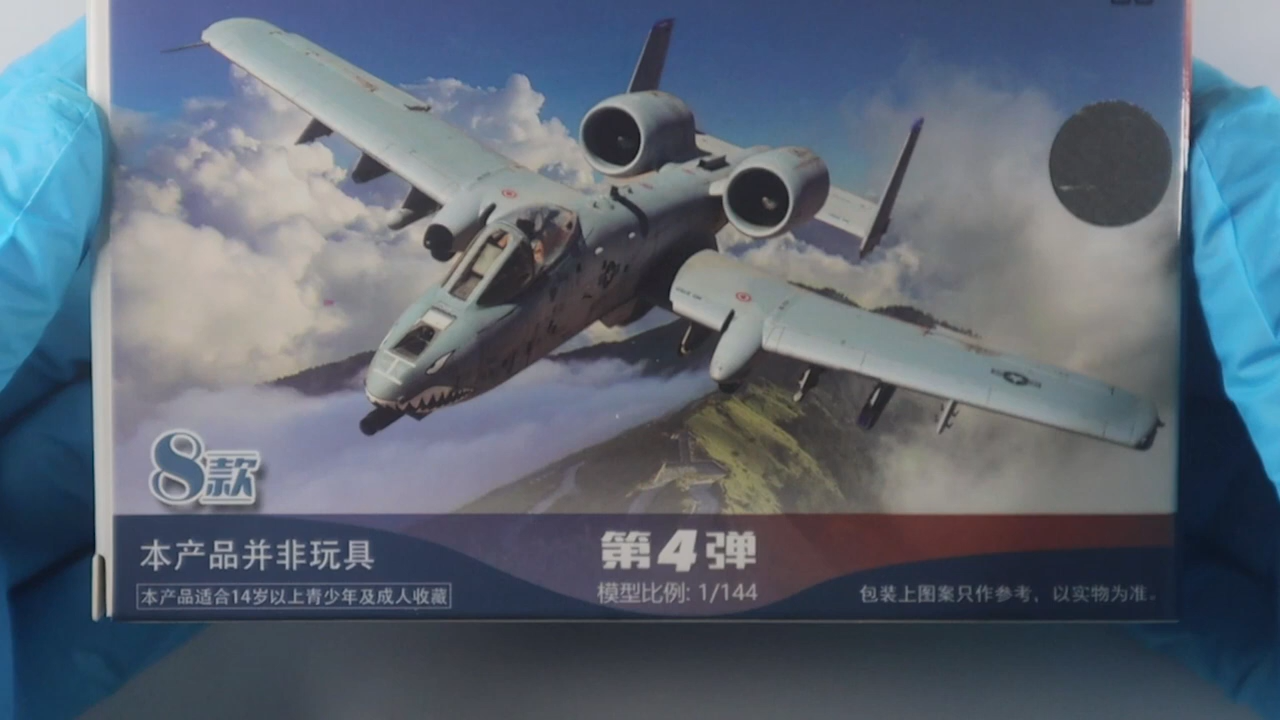 8款
本产品并非玩具
本产品适合14岁以上青少年及成人收藏
第4弹
模型比例: 1/144
包装上图案只作参考，以实物为准。